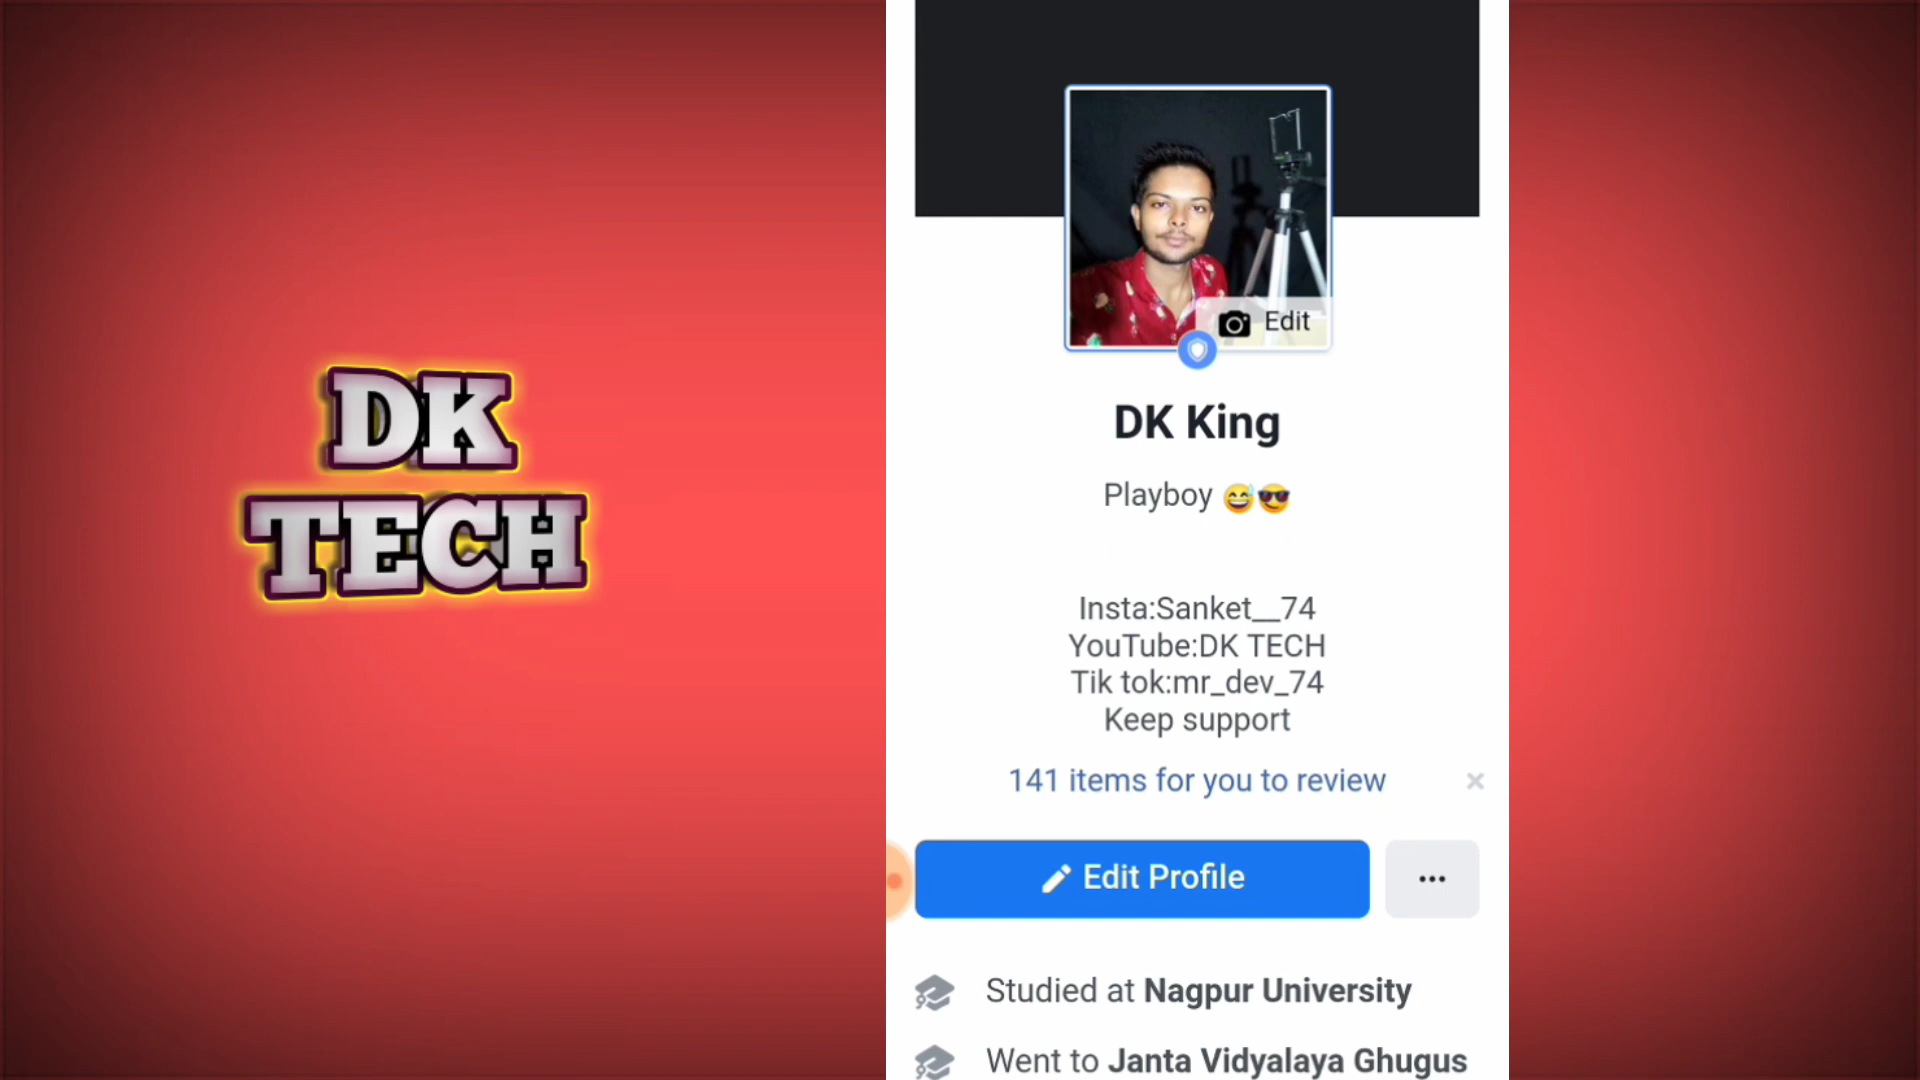 DK
TECH
Edit
DK King
Playboy 😅😎
Insta:Sanket__74
YouTube:DK TECH
Tik tok:mr_dev_74
Keep support
141 items for you to review
Edit Profile
Studied at Nagpur University
Went to Janta Vidyalaya Ghugus